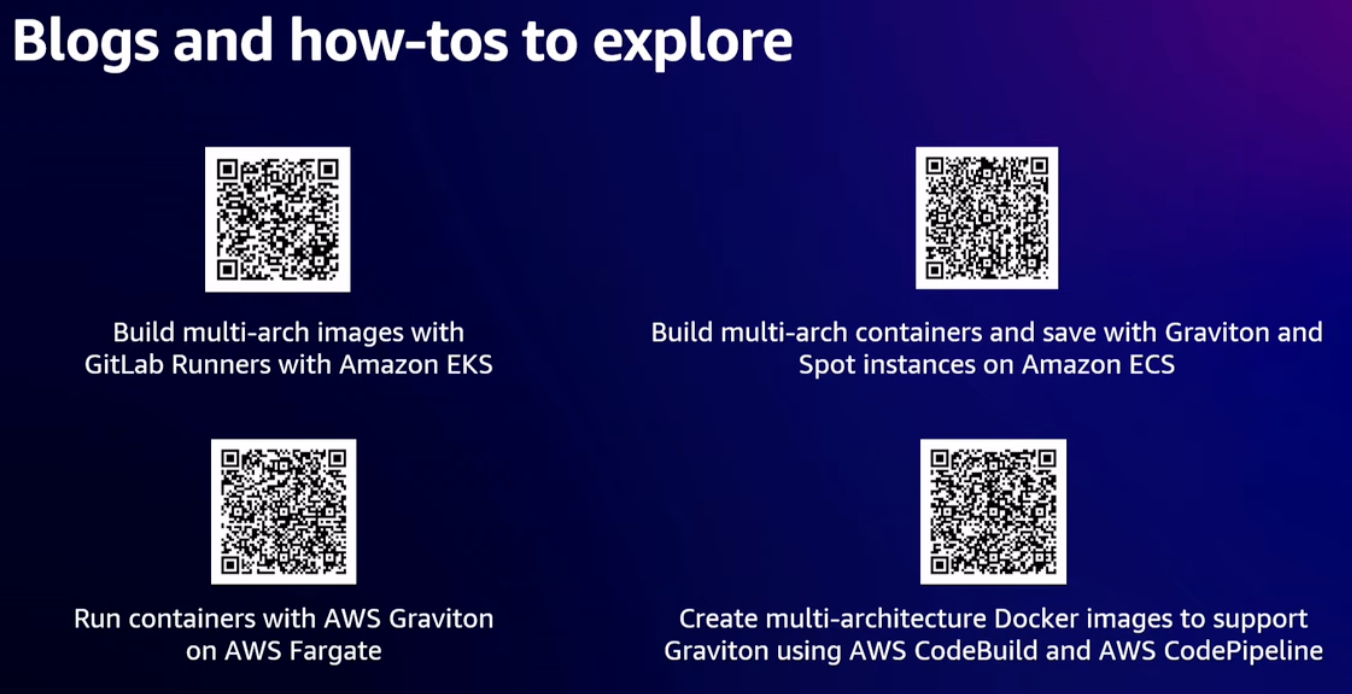 Blogs and how-tos to explore
Build multi-arch images with
GitLab Runners with Amazon EKS
Build multi-arch containers and save with Graviton and
Spot instances on Amazon ECS
Run containers with AWS Graviton
on AWS Fargate
Create multi-architecture Docker images to support
Graviton using AWS CodeBuild and AWS CodePipeline